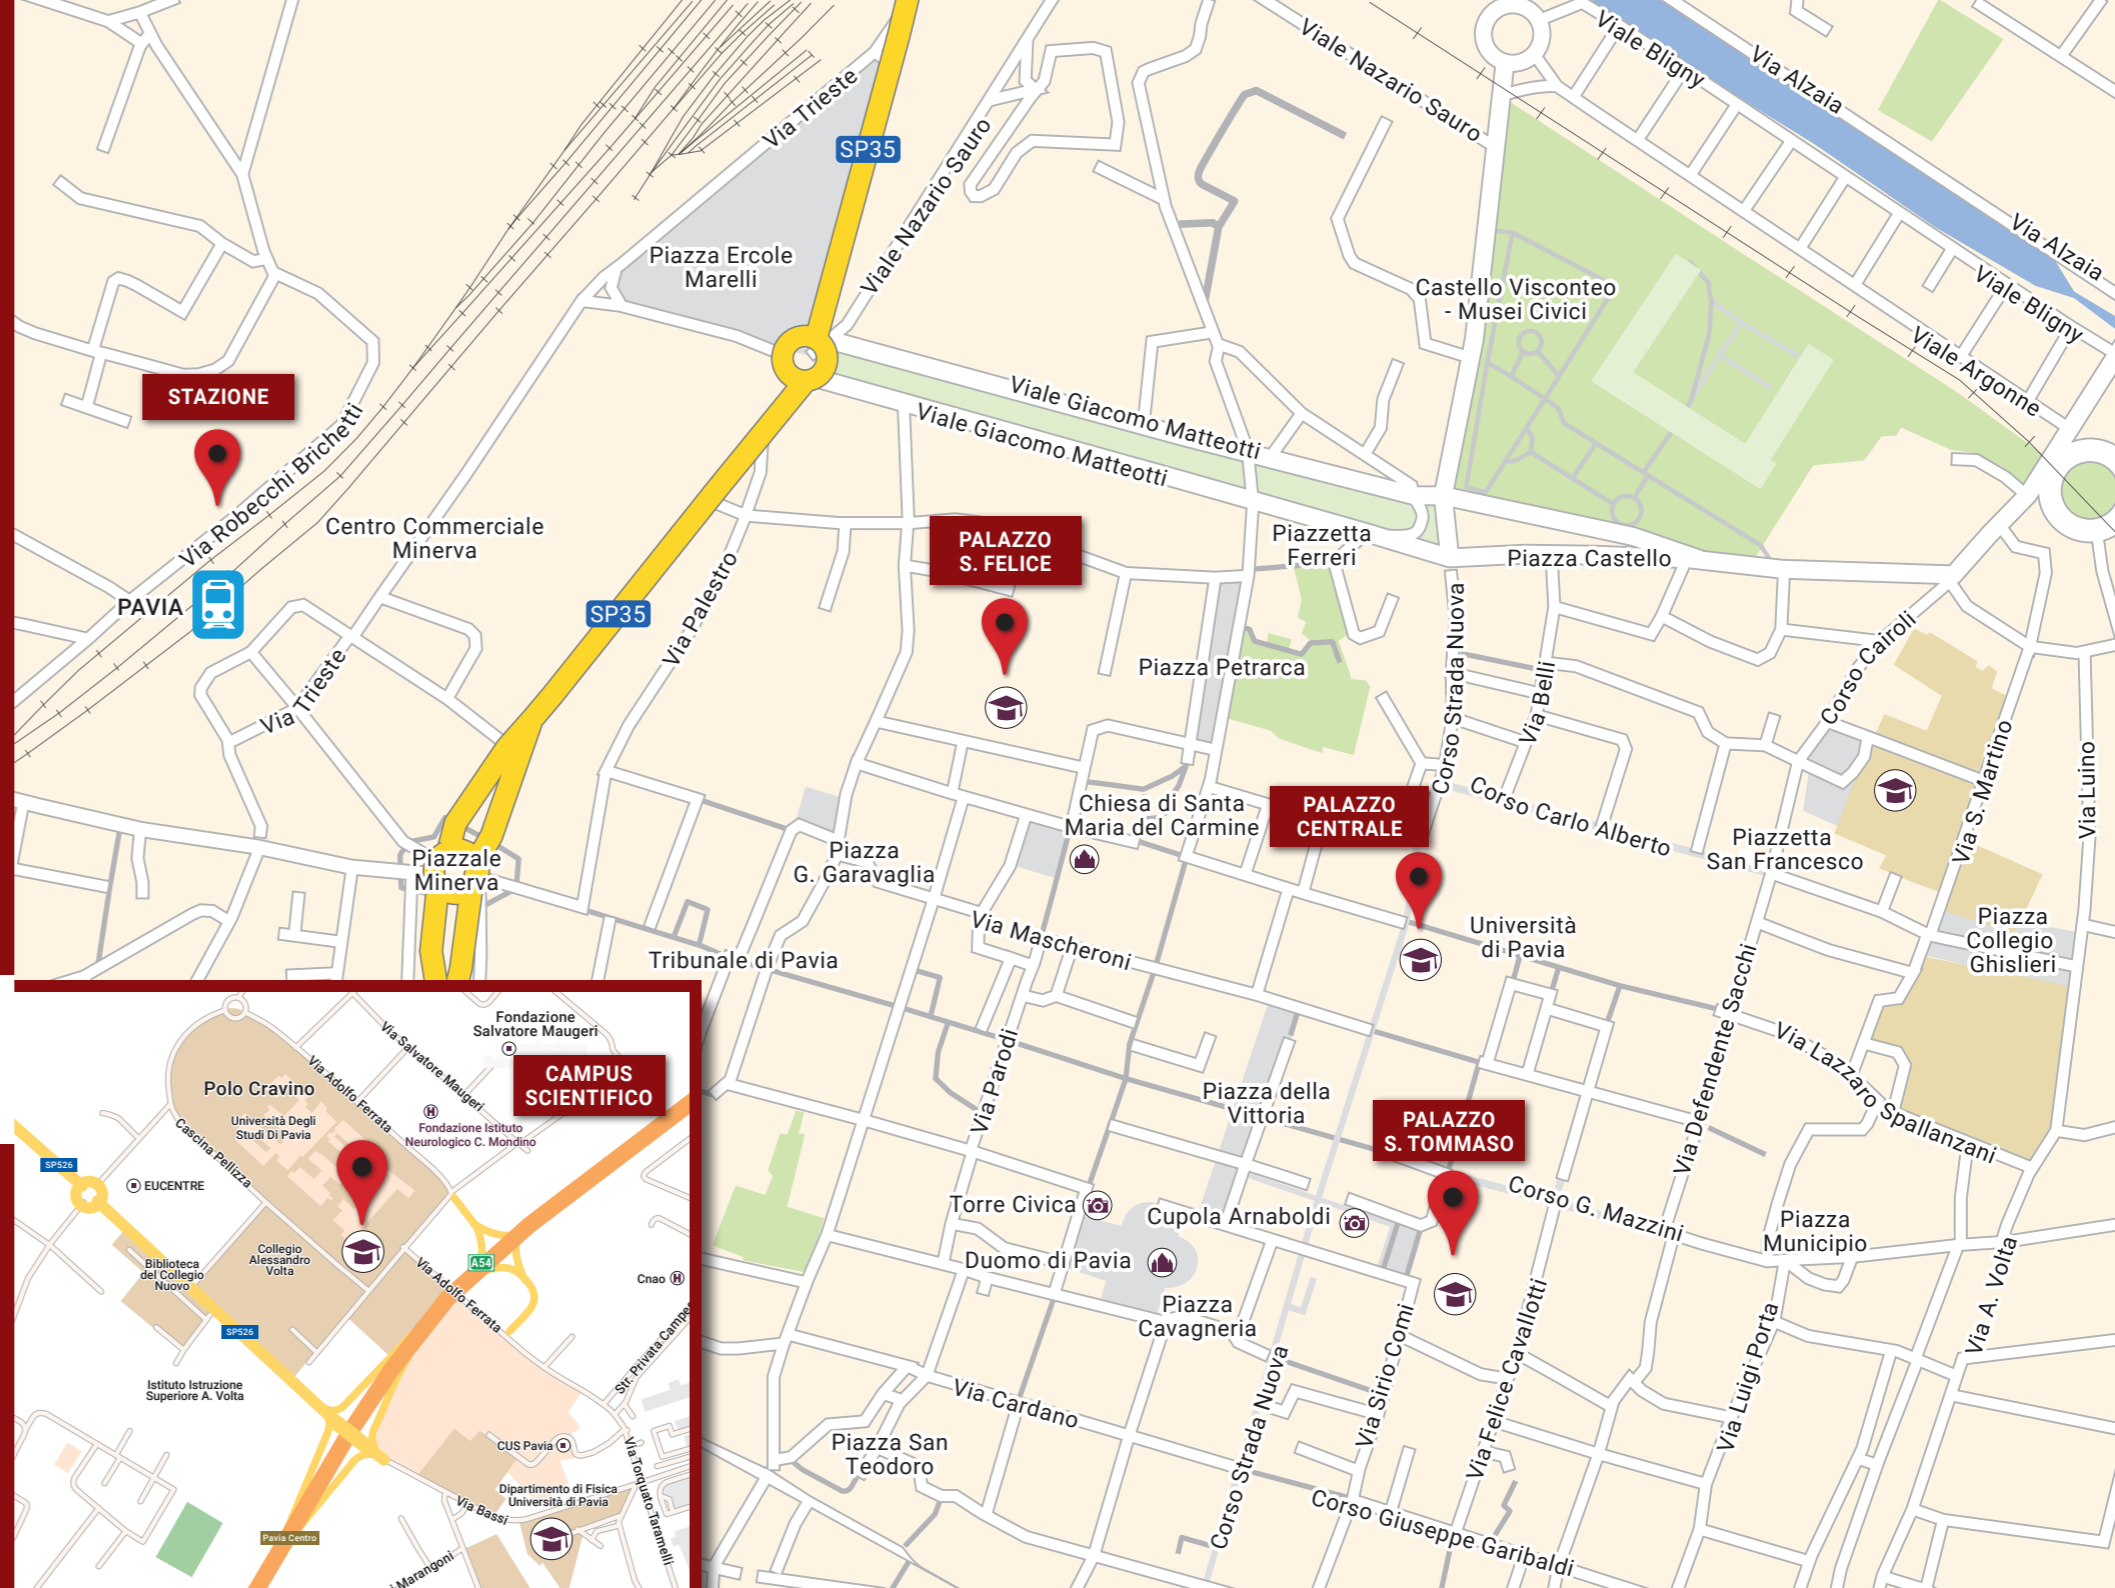 Viale Nazario Sauro
Viale Bligny
Via Alzaia
Via Trieste
SP35
Viale Nazario Sauro
Piazza Ercole
Marelli
Castello Visconteo
- Musei Civici
Via Alzaia
Viale Bligny
Viale Argonne
STAZIONE
Viale Giacomo Matteotti
Viale Giacomo Matteotti
Via Robecchi Brichetti
Centro Commerciale
Minerva
PALAZZO
S. FELICE
Piazzetta
Ferreri
Piazza Castello
PAVIA
SP35
Via Palestro
Via Trieste
Piazza Petrarca
Corso Strada Nuova
Via Belli
Corso Cairoli
Via S. Martino
Via Luino
Chiesa di Santa
Maria del Carmine
PALAZZO
CENTRALE
Corso Carlo Alberto
Piazzetta
San Francesco
Piazzale
Minerva
Piazza
G. Garavaglia
Via Mascheroni
Università
di Pavia
Piazza
Collegio
Ghislieri
Tribunale di Pavia
Via Defendente Sacchi
Via Lazzaro Spallanzani
Via Parodi
Piazza della
Vittoria
PALAZZO
S. TOMMASO
Torre Civica
Cupola Arnaboldi
Corso G. Mazzini
Piazza
Municipio
Duomo di Pavia
Piazza
Cavagneria
Via A. Volta
Via Cardano
Corso Strada Nuova
Via Sirio Comi
Via Felice Cavallotti
Via Luigi Porta
Piazza San
Teodoro
Corso Giuseppe Garibaldi
Fondazione
Salvatore Maugeri
Via Salvatore Maugeri
CAMPUS
SCIENTIFICO
Polo Cravino
Via Adolfo Ferrata
Università Degli
Studi Di Pavia
Fondazione Istituto
Neurologico C. Mondino
Cascina Pellizza
SP526
EUCENTRE
Collegio
Alessandro
Volta
A54
Biblioteca
del Collegio
Nuovo
Via Adolfo Ferrata
Cnao
SP526
Str. Privata Campe
Istituto Istruzione
Superiore A. Volta
CUS Pavia
Dipartimento di Fisica
Università di Pavia
Via Torquato Taramelli
Via Bassi
Pavia Centro
i Marangoni